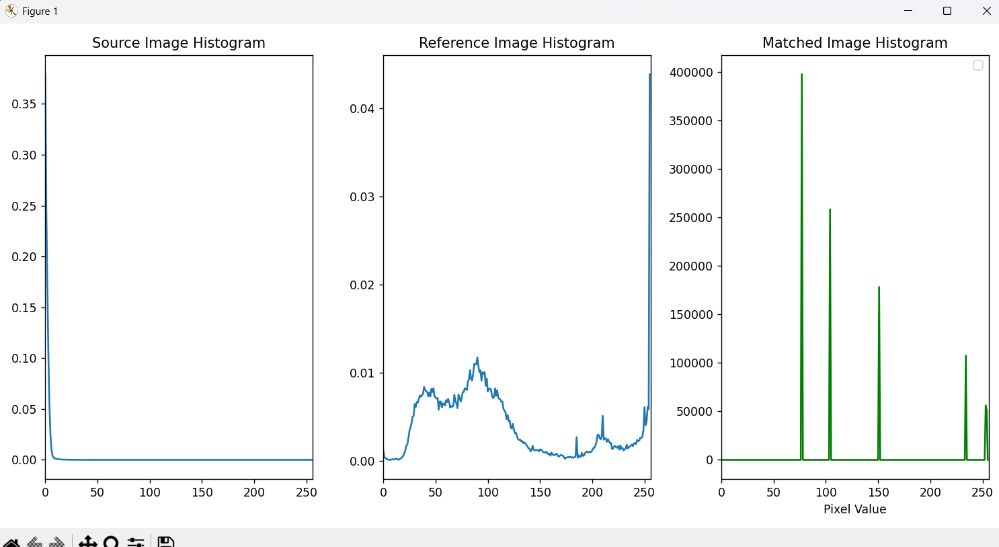 Figure 1
Source Image Histogram
0.35
0.30
0.25
0.20
0.15
0.10
0.05
0.00
0 50 100 150 200 250
Reference Image Histogram
0.04
0.03
0.02
0.01
0.00
0 50 100 150 200 250
Matched Image Histogram
400000
350000
300000
250000
200000
150000
100000
50000
0
0 50 100 150 200 250
Pixel Value